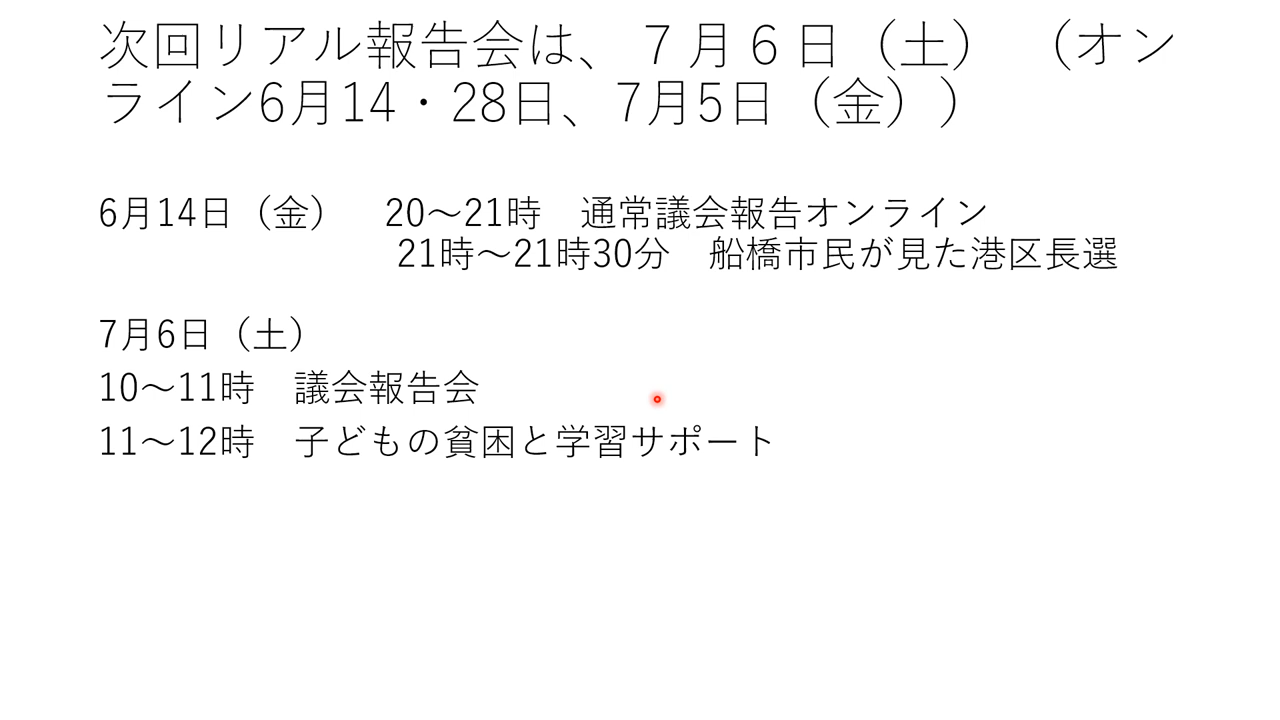 次回リアル報告会は、７月６日（土）　（オン
ライン6月14・28日、7月5日（金））
6月14日（金）　20～21時　通常議会報告オンライン
21時～21時30分　船橋市民が見た港区長選
7月6日（土）
10～11時　議会報告会
11～12時　子どもの貧困と学習サポート